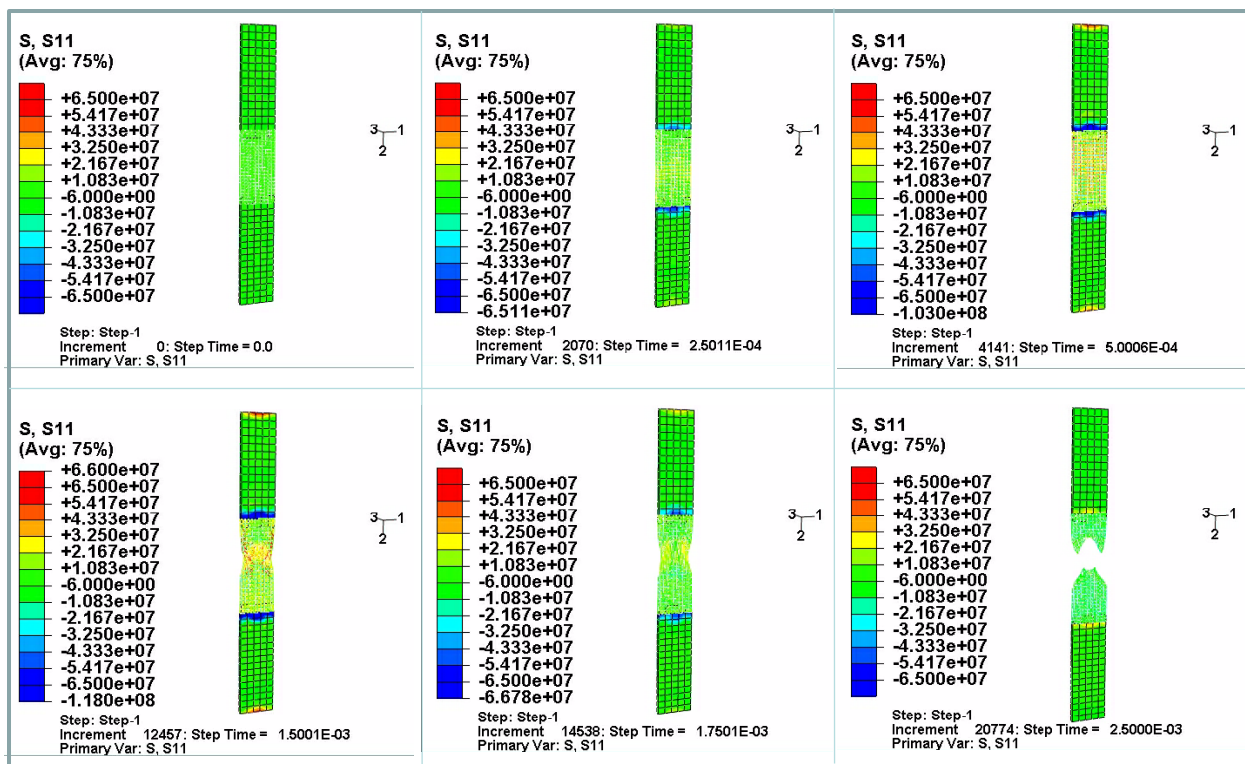 S, S11
(Avg: 75%)
+6.500e+07
+5.417e+07
+4.333e+07
+3.250e+07
+2.167e+07
+1.083e+07
-6.000e+00
-1.083e+07
-2.167e+07
-3.250e+07
-4.333e+07
-5.417e+07
-6.500e+07
3 1
2
Step: Step-1
Increment 0: Step Time = 0.0
Primary Var: S, S11
S, S11
(Avg: 75%)
+6.500e+07
+5.417e+07
+4.333e+07
+3.250e+07
+2.167e+07
+1.083e+07
-6.000e+00
-1.083e+07
-2.167e+07
-3.250e+07
-4.333e+07
-5.417e+07
-6.500e+07
-6.511e+07
3 1
2
Step: Step-1
Increment 2070: Step Time = 2.5011E-04
Primary Var: S, S11
S, S11
(Avg: 75%)
+6.500e+07
+5.417e+07
+4.333e+07
+3.250e+07
+2.167e+07
+1.083e+07
-6.000e+00
-1.083e+07
-2.167e+07
-3.250e+07
-4.333e+07
-5.417e+07
-6.500e+07
-1.030e+08
3 1
2
Step: Step-1
Increment 4141: Step Time = 5.0006E-04
Primary Var: S, S11
S, S11
(Avg: 75%)
+6.600e+07
+6.500e+07
+5.417e+07
+4.333e+07
+3.250e+07
+2.167e+07
+1.083e+07
-6.000e+00
-1.083e+07
-2.167e+07
-3.250e+07
-4.333e+07
-5.417e+07
-6.500e+07
-1.180e+08
3 1
2
Step: Step-1
Increment 12457: Step Time = 1.5001E-03
Primary Var: S, S11
S, S11
(Avg: 75%)
+6.500e+07
+5.417e+07
+4.333e+07
+3.250e+07
+2.167e+07
+1.083e+07
-6.000e+00
-1.083e+07
-2.167e+07
-3.250e+07
-4.333e+07
-5.417e+07
-6.500e+07
-6.678e+07
3 1
2
Step: Step-1
Increment 14538: Step Time = 1.7501E-03
Primary Var: S, S11
S, S11
(Avg: 75%)
+6.500e+07
+5.417e+07
+4.333e+07
+3.250e+07
+2.167e+07
+1.083e+07
-6.000e+00
-1.083e+07
-2.167e+07
-3.250e+07
-4.333e+07
-5.417e+07
-6.500e+07
3 1
2
Step: Step-1
Increment 20774: Step Time = 2.5000E-03
Primary Var: S, S11